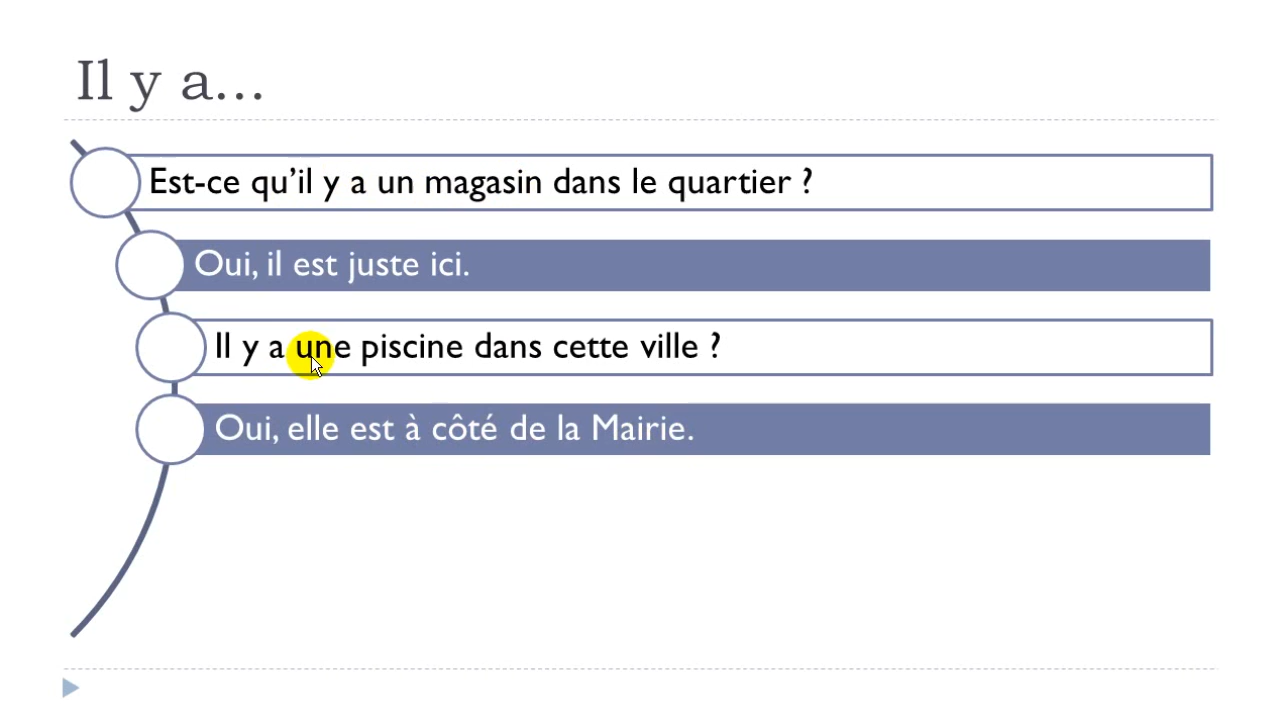 Il y a…
Est-ce qu’il y a un magasin dans le quartier ?
Oui, il est juste ici.
Il y a une piscine dans cette ville ?
Oui, elle est à côté de la Mairie.